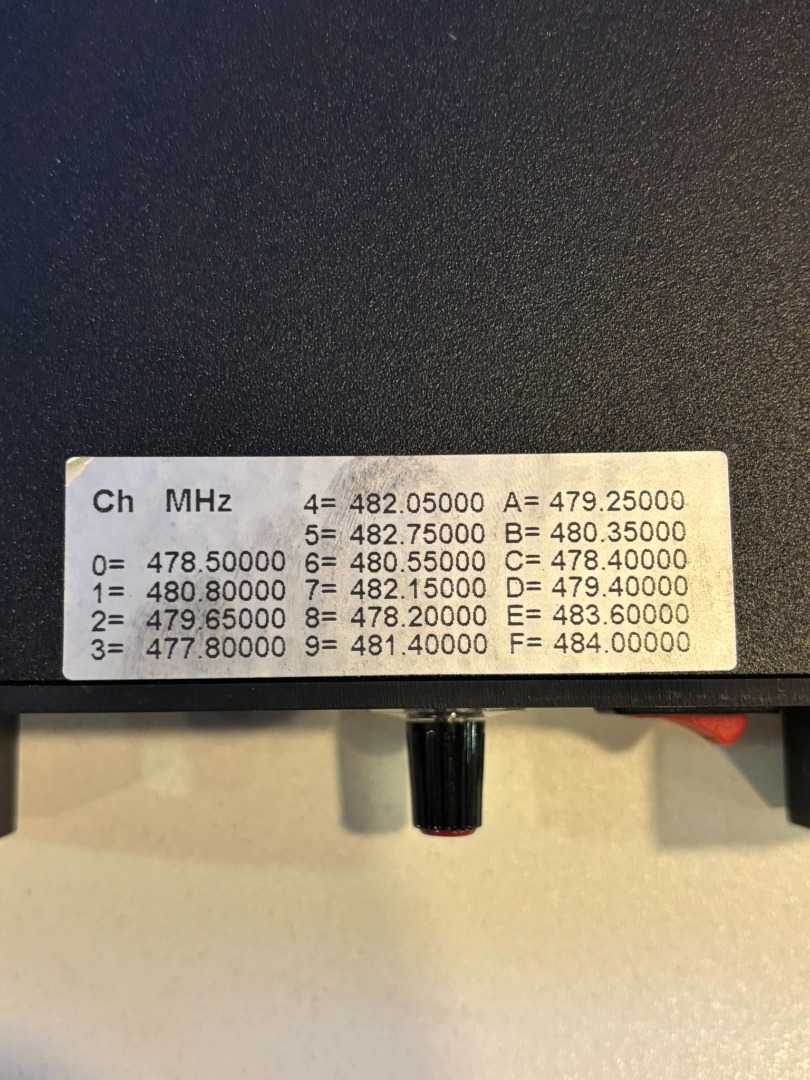 Ch MHz 4= 482.05000 A= 479.25000
5= 482.75000 B= 480.35000
0= 478.50000 6= 480.55000 C= 478.40000
1= 480.80000 7= 482.15000 D= 479.40000
2= 479.65000 8= 478.20000 E= 483.60000
3= 477.80000 9= 481.40000 F= 484.00000